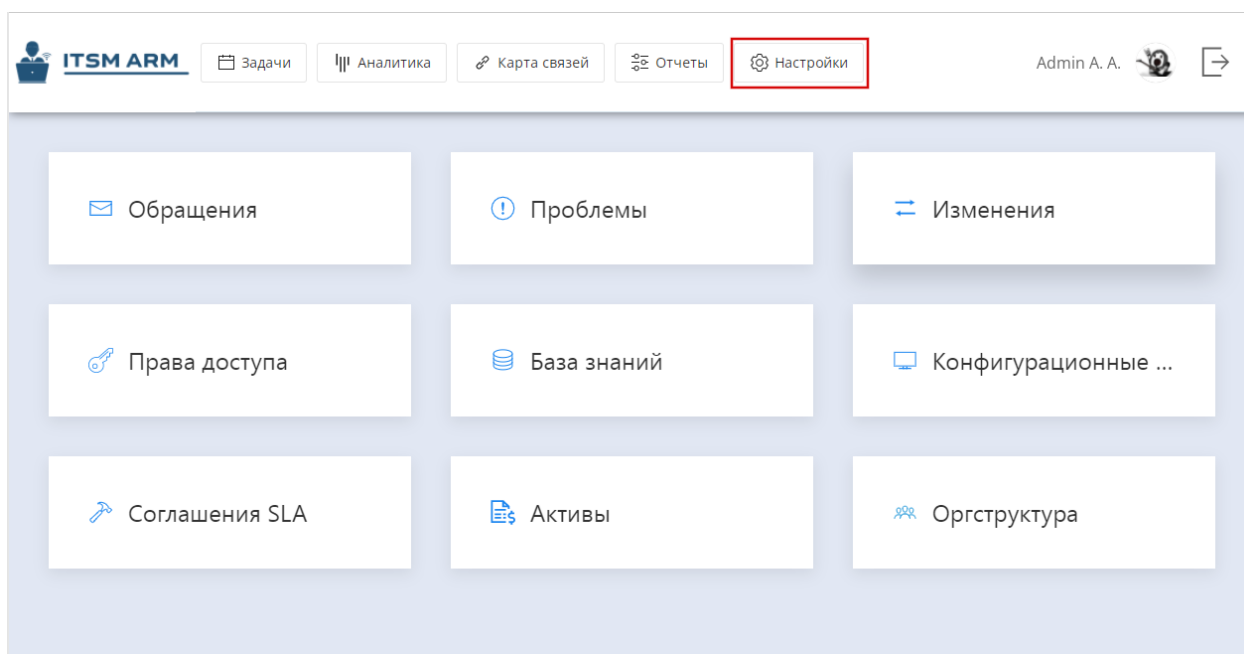 ITSM ARM Задачи Аналитика Карта связей Отчеты Настройки Admin A. A.
Обращения Проблемы Изменения
Права доступа База знаний Конфигурационные ...
Соглашения SLA Активы Оргструктура